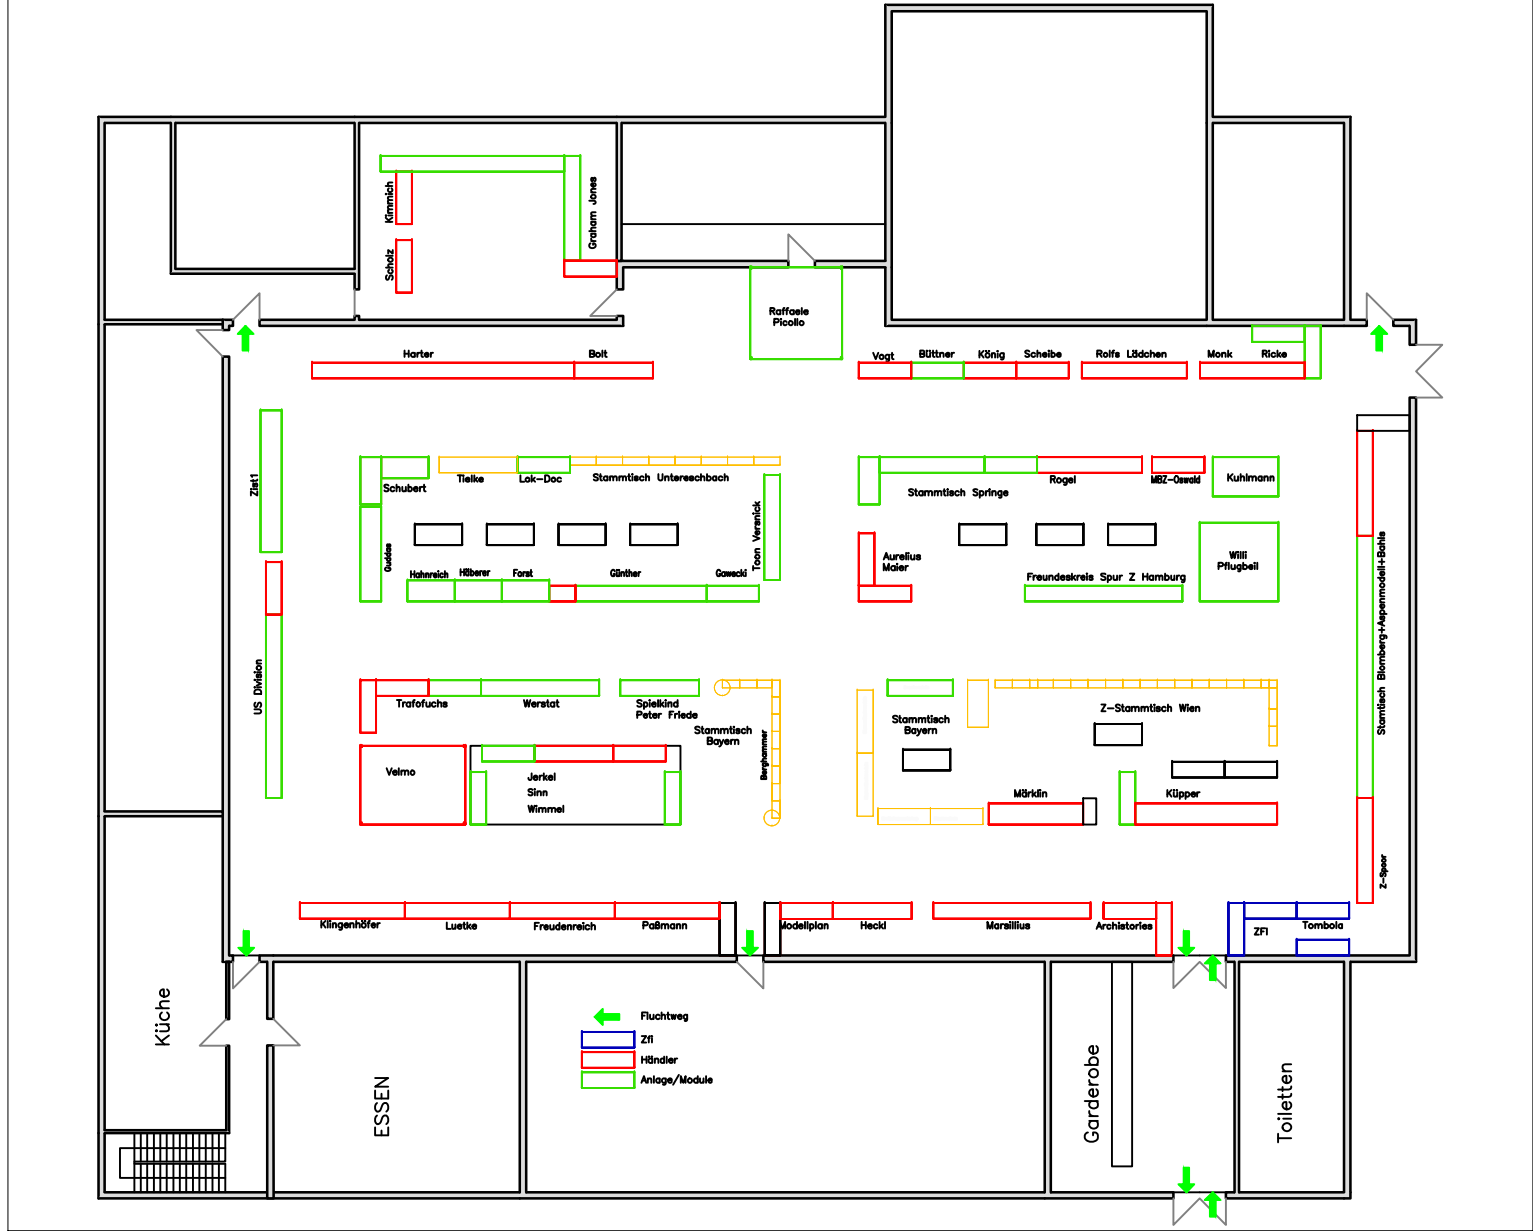 Kimmich
Graham Jones
Scholz
Raffaele
Picollo
Harter
Bolt
Vogt
Büttner
König
Scheibe
Rolfs Lädchen
Monk
Ricke
Zist1
Schubert
Tielke
Lok-Doc
Stammtisch Untereschbach
Stammtisch Springe
Rogel
MBZ-Oswald
Kuhlmann
Guddas
Toon Versnick
Hahnreich
Häberer
Forst
Günther
Gawecki
Aurelius
Maier
Freundeskreis Spur Z Hamburg
Willi
Pflugbeil
Stamtisch Blomberg+Aspenmodell+Bahls
US Division
Trafofuchs
Werstat
Spielkind
Peter Friede
Stammtisch
Bayern
Berghammer
Stammtisch
Bayern
Z-Stammtisch Wien
Velmo
Jerkel
Sinn
Wimmel
Märklin
Küpper
Z-Spoor
Klingenhöfer
Luetke
Freudenreich
Paßmann
Modellplan
Heckl
Marsillius
Archistories
ZFI
Tombola
Küche
ESSEN
Fluchtweg
Zfi
Händler
Anlage/Module
Garderobe
Toiletten